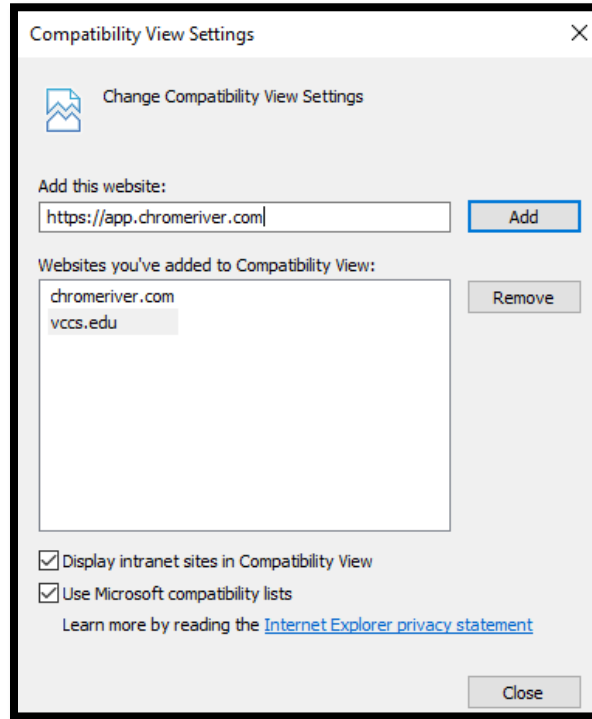 Compatibility View Settings
Change Compatibility View Settings
Add this website:
https://app.chromeriver.com
Add
Websites you've added to Compatibility View:
chromeriver.com
Remove
vccs.edu
Display intranet sites in Compatibility View
Use Microsoft compatibility lists
Learn more by reading the Internet Explorer privacy statement
Close